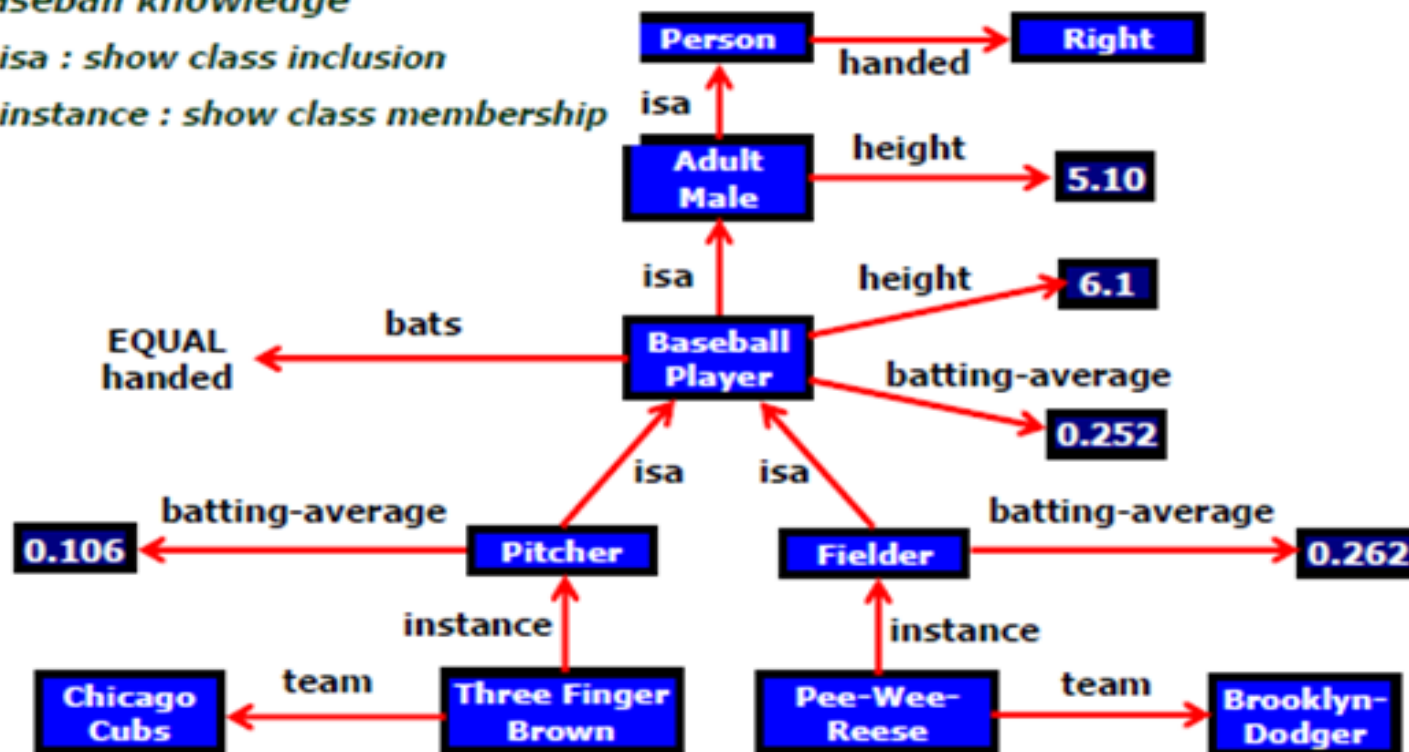 aseball knowledge
isa : show class inclusion
instance : show class membership
Person
handed
Right
isa
Adult
Male
height
5.10
isa
height
6.1
EQUAL
handed
bats
Baseball
Player
batting-average
0.252
isa
isa
batting-average
0.106
Pitcher
Fielder
batting-average
0.262
instance
instance
Chicago
Cubs
team
Three Finger
Brown
Pee-Wee-
Reese
team
Brooklyn-
Dodger